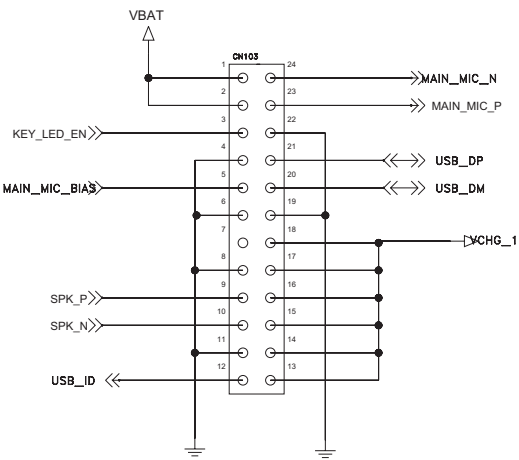 VBAT
CN103
1 24 MAIN_MIC_N
2 23 MAIN_MIC_P
KEY_LED_EN 3 22
4 21 USB_DP
MAIN_MIC_BIAS 5 20 USB_DM
6 19
7 18 VCHG_1
8 17
SPK_P 9 16
SPK_N 10 15
11 14
USB_ID 12 13